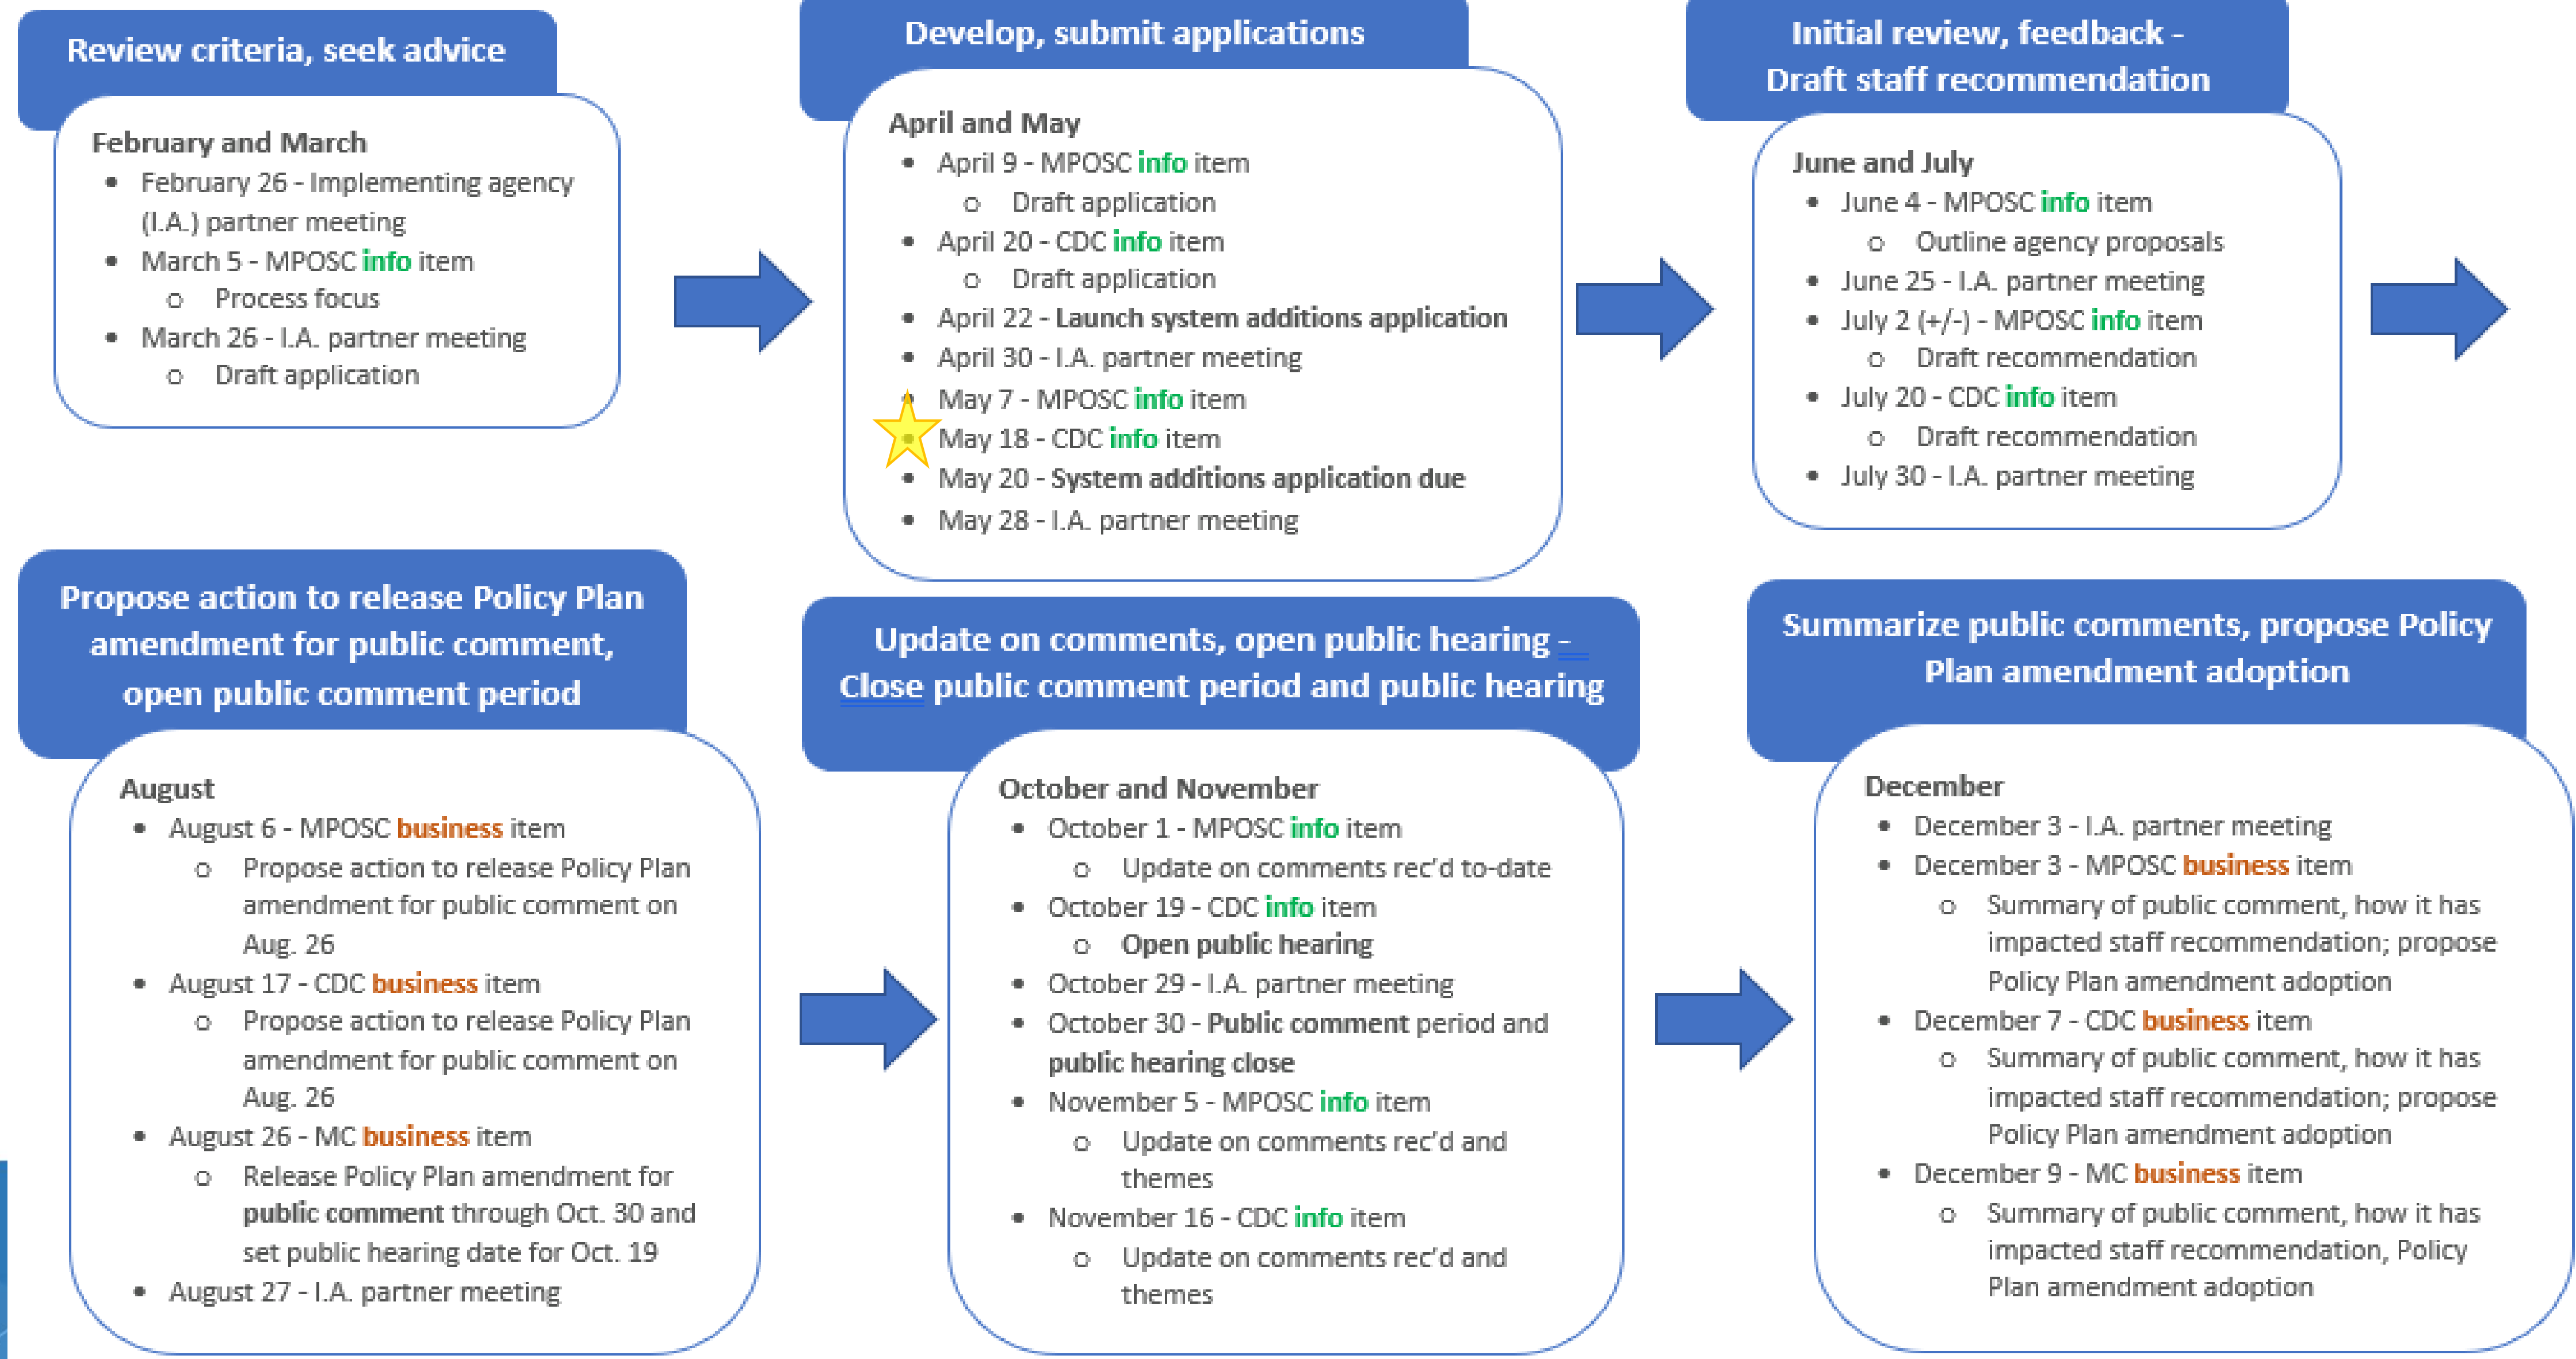 Review criteria, seek advice
February and March
• February 26 - Implementing agency
(I.A.) partner meeting
• March 5 - MPOSC info item
o Process focus
• March 26 - I.A. partner meeting
o Draft application
Develop, submit applications
April and May
• April 9 - MPOSC info item
o Draft application
• April 20 - CDC info item
o Draft application
• April 22 - Launch system additions application
• April 30 - I.A. partner meeting
• May 7 - MPOSC info item
• May 18 - CDC info item
• May 20 - System additions application due
• May 28 - I.A. partner meeting
Initial review, feedback -
Draft staff recommendation
June and July
• June 4 - MPOSC info item
o Outline agency proposals
• June 25 - I.A. partner meeting
• July 2 (+/-) - MPOSC info item
o Draft recommendation
• July 20 - CDC info item
o Draft recommendation
• July 30 - I.A. partner meeting
Propose action to release Policy Plan
amendment for public comment,
open public comment period
August
• August 6 - MPOSC business item
o Propose action to release Policy Plan
amendment for public comment on
Aug. 26
• August 17 - CDC business item
o Propose action to release Policy Plan
amendment for public comment on
Aug. 26
• August 26 - MC business item
o Release Policy Plan amendment for
public comment through Oct. 30 and
set public hearing date for Oct. 19
• August 27 - I.A. partner meeting
Update on comments, open public hearing -
Close public comment period and public hearing
October and November
• October 1 - MPOSC info item
o Update on comments rec'd to-date
• October 19 - CDC info item
o Open public hearing
• October 29 - I.A. partner meeting
• October 30 - Public comment period and
public hearing close
• November 5 - MPOSC info item
o Update on comments rec'd and
themes
• November 16 - CDC info item
o Update on comments rec'd and
themes
Summarize public comments, propose Policy
Plan amendment adoption
December
• December 3 - I.A. partner meeting
• December 3 - MPOSC business item
o Summary of public comment, how it has
impacted staff recommendation; propose
Policy Plan amendment adoption
• December 7 - CDC business item
o Summary of public comment, how it has
impacted staff recommendation; propose
Policy Plan amendment adoption
• December 9 - MC business item
o Summary of public comment, how it has
impacted staff recommendation, Policy
Plan amendment adoption